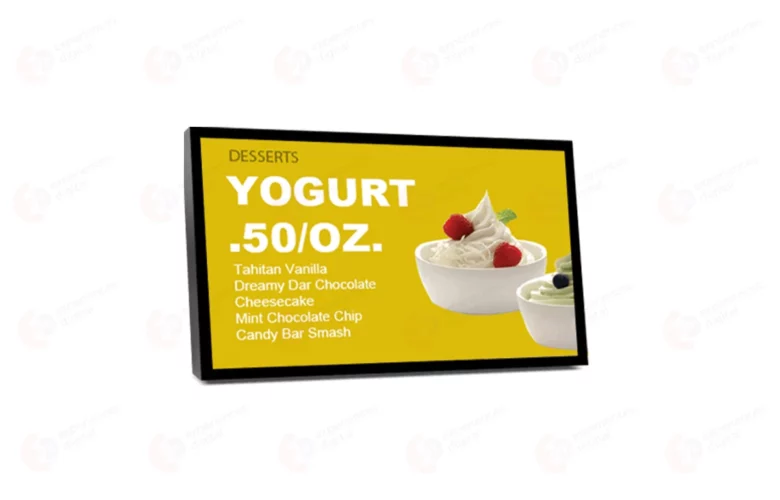 DESSERTS
YOGURT
.50/OZ.
Tahitan Vanilla
Dreamy Dar Chocolate
Cheesecake
Mint Chocolate Chip
Candy Bar Smash